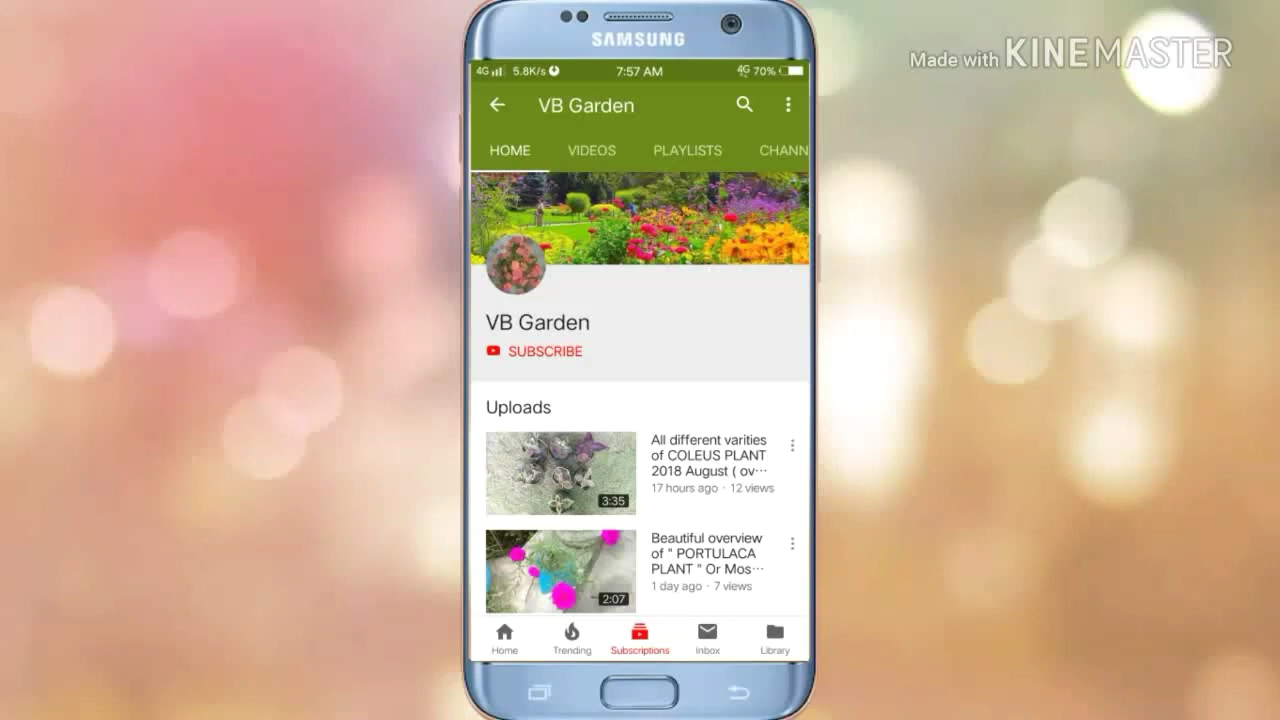 Made with KINEMASTER
SAMSUNG
4G 5.8K/s 7:57 AM 4G 70%
VB Garden
HOME VIDEOS PLAYLISTS CHANN
VB Garden
SUBSCRIBE
Uploads
All different varities
of COLEUS PLANT
2018 August ( ov···
17 hours ago · 12 views
3:35
Beautiful overview
of " PORTULACA
PLANT " Or Mos···
1 day ago · 7 views
2:07
Home Trending Subscriptions Inbox Library